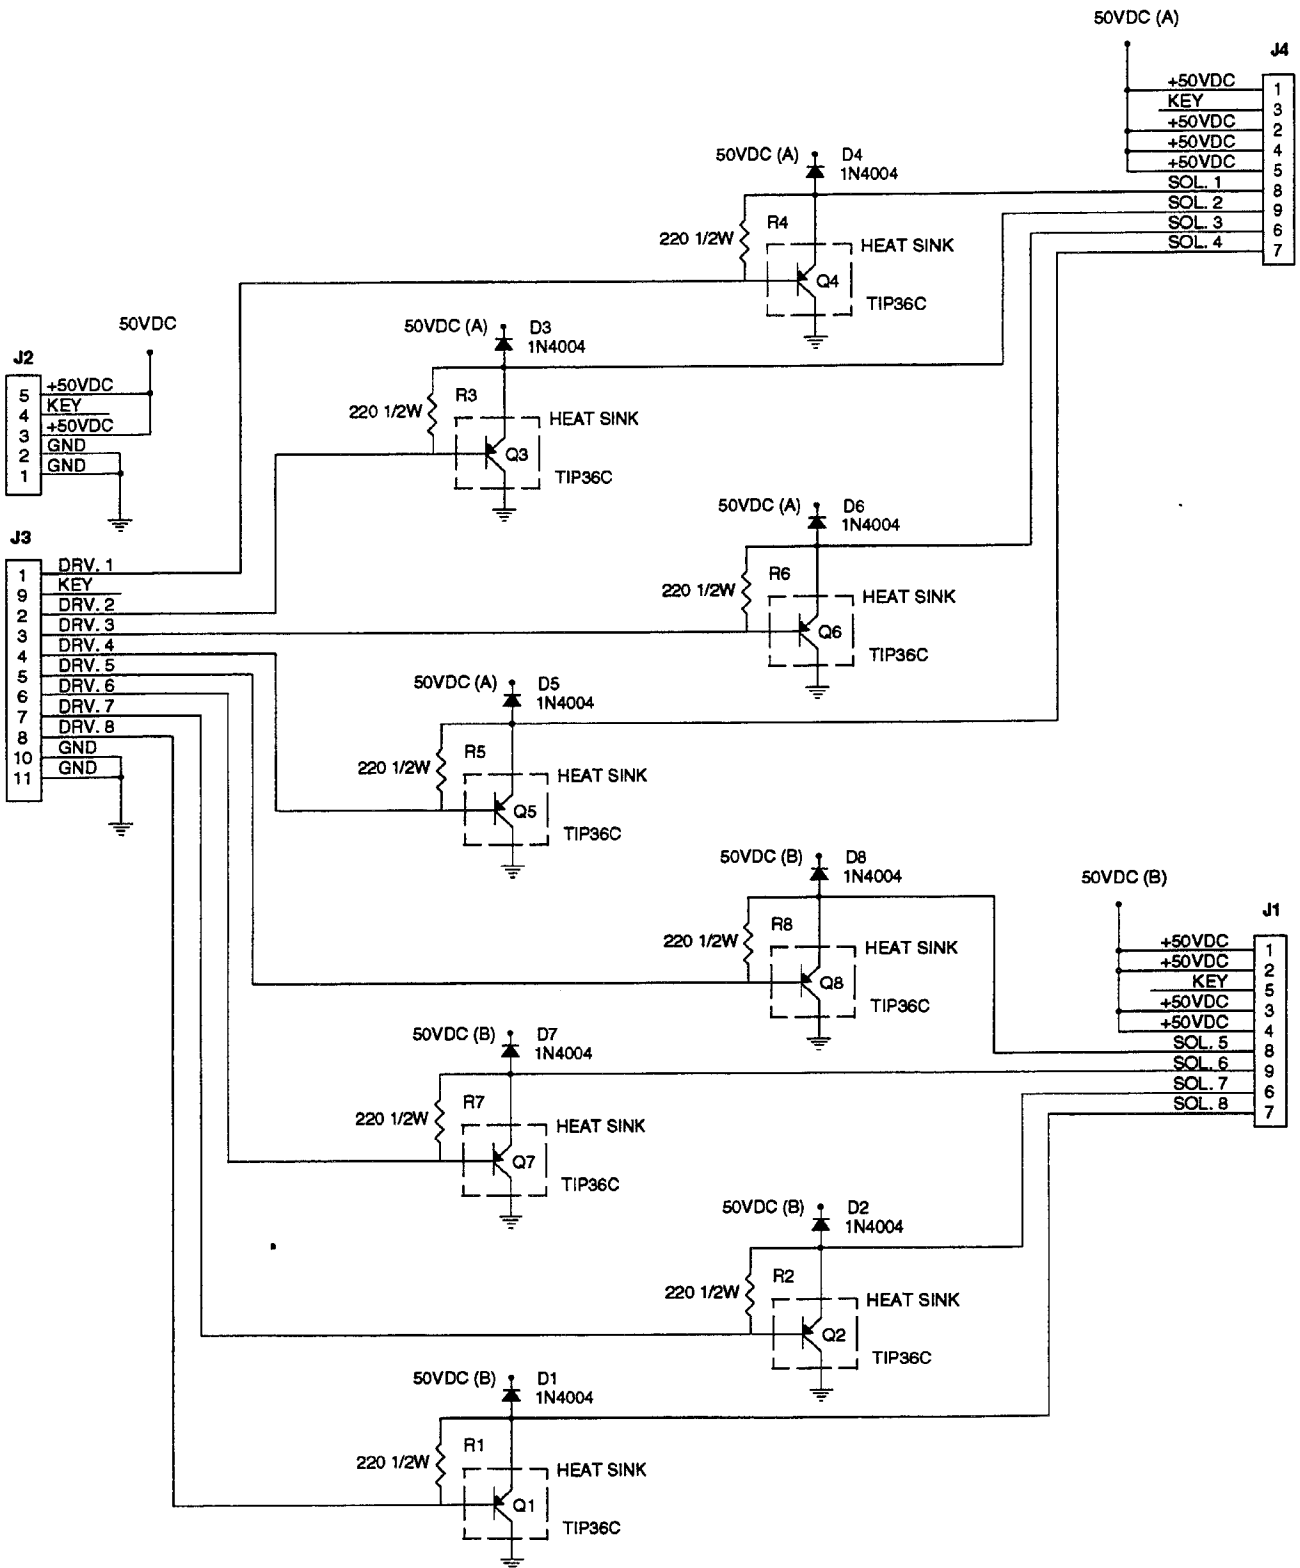 50VDC (A)
J4
+50VDC 1
KEY 3
+50VDC 2
+50VDC 4
+50VDC 5
SOL. 1 8
SOL. 2 9
SOL. 3 6
SOL. 4 7
50VDC (A) D4
1N4004
R4
220 1/2W
HEAT SINK
Q4
TIP36C
50VDC (A) D3
1N4004
R3
220 1/2W
HEAT SINK
Q3
TIP36C
50VDC
J2
5 +50VDC
4 KEY
3 +50VDC
2 GND
1 GND
50VDC (A) D6
1N4004
R6
220 1/2W
HEAT SINK
Q6
TIP36C
J3
1 DRV. 1
9 KEY
2 DRV. 2
3 DRV. 3
4 DRV. 4
5 DRV. 5
6 DRV. 6
7 DRV. 7
8 DRV. 8
10 GND
11 GND
50VDC (A) D5
1N4004
R5
220 1/2W
HEAT SINK
Q5
TIP36C
50VDC (B) D8
1N4004
R8
220 1/2W
HEAT SINK
Q8
TIP36C
50VDC (B)
J1
+50VDC 1
+50VDC 2
KEY 5
+50VDC 3
+50VDC 4
SOL. 5 8
SOL. 6 9
SOL. 7 6
SOL. 8 7
50VDC (B) D7
1N4004
R7
220 1/2W
HEAT SINK
Q7
TIP36C
50VDC (B) D2
1N4004
R2
220 1/2W
HEAT SINK
Q2
TIP36C
50VDC (B) D1
1N4004
R1
220 1/2W
HEAT SINK
Q1
TIP36C